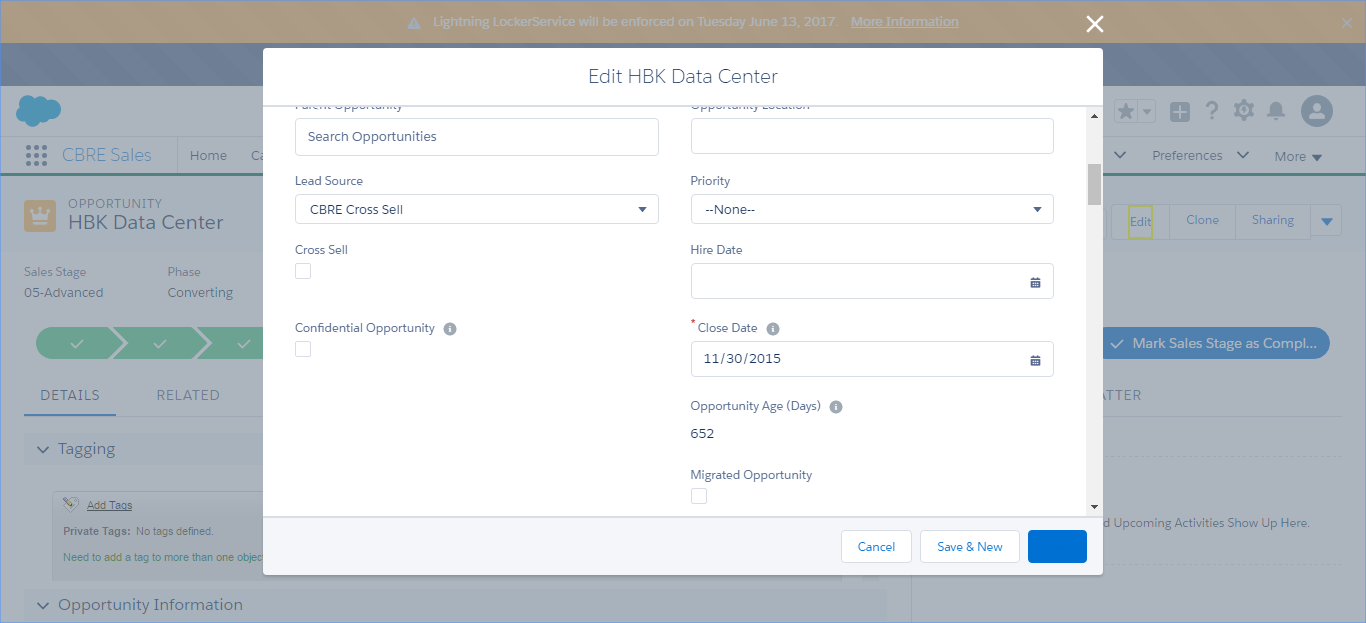 Lightning LockerService will be enforced on Tuesday June 13, 2017. More Information
Edit HBK Data Center
Parent Opportunity
Opportunity Location
Search Opportunities
CBRE Sales
Home
Ca
Preferences
More
Lead Source
Priority
CBRE Cross Sell
--None--
OPPORTUNITY
HBK Data Center
Edit
Clone
Sharing
Cross Sell
Hire Date
Sales Stage
Phase
05-Advanced
Converting
Confidential Opportunity
* Close Date
11/30/2015
Mark Sales Stage as Compl...
DETAILS
RELATED
ATTER
Opportunity Age (Days)
652
Tagging
Migrated Opportunity
Add Tags
Private Tags: No tags defined.
d Upcoming Activities Show Up Here.
Need to add a tag to more than one objec
Cancel
Save & New
Opportunity Information